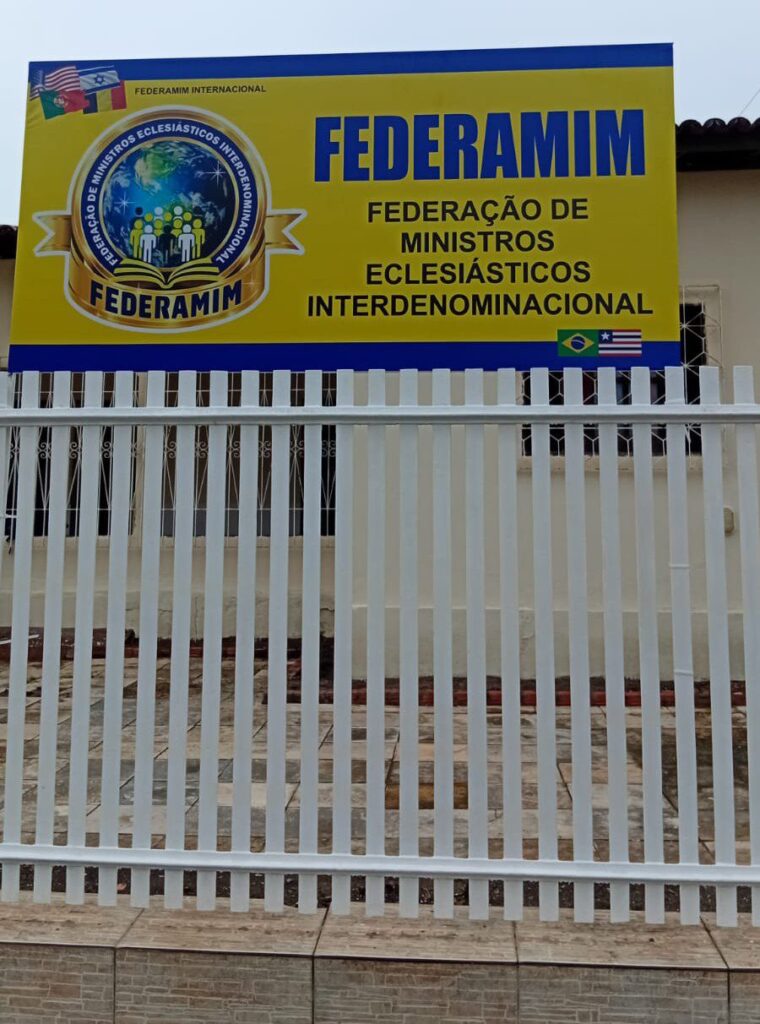 FEDERAMIM INTERNACIONAL
FEDERAÇÃO DE MINISTROS ECLESIÁSTICOS INTERDENOMINACIONAL
FEDERAMIM
FEDERAMIM
FEDERAÇÃO DE
MINISTROS
ECLESIÁSTICOS
INTERDENOMINACIONAL